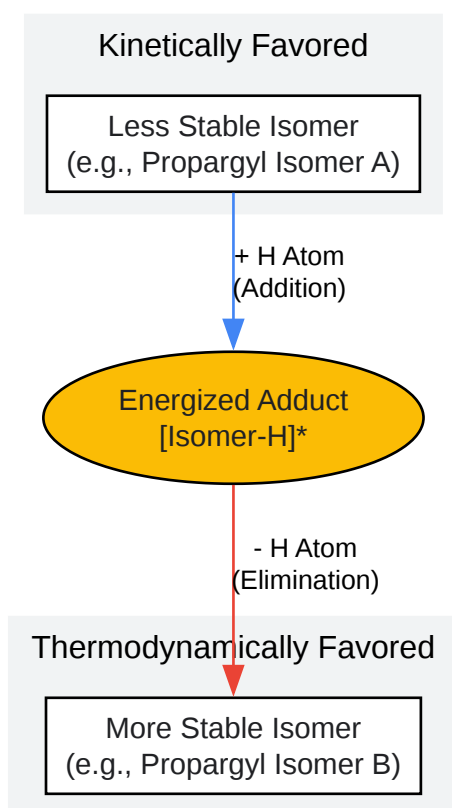 Kinetically Favored
Less Stable Isomer
(e.g., Propargyl Isomer A)
+ H Atom
(Addition)
Energized Adduct
[Isomer-H]*
- H Atom
(Elimination)
Thermodynamically Favored
More Stable Isomer
(e.g., Propargyl Isomer B)